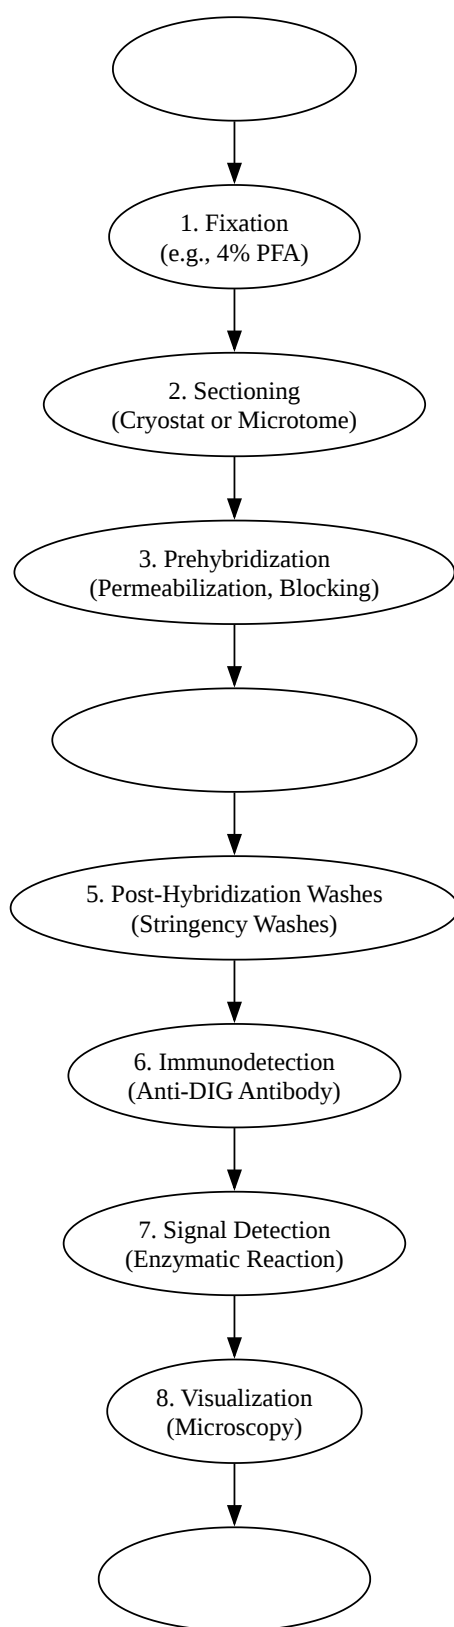 1. Fixation
(e.g., 4% PFA)
2. Sectioning
(Cryostat or Microtome)
3. Prehybridization
(Permeabilization, Blocking)
5. Post-Hybridization Washes
(Stringency Washes)
6. Immunodetection
(Anti-DIG Antibody)
7. Signal Detection
(Enzymatic Reaction)
8. Visualization
(Microscopy)